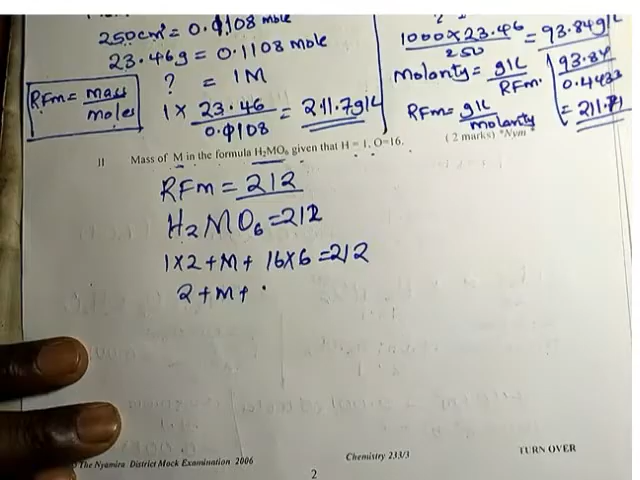 250cm³ = 0.1108 mole
23.46g = 0.1108 mole
? = 1M
RFm = mass
moles
1 × 23.46 = 211.7g/L
0.1108
1000 × 23.46 = 93.84g/L
250
Molarity = g/L
RFm.
RFm = g/L
molarity
93.84
0.4433
= 211.71
II Mass of M in the formula H₂MO₆ given that H = 1, O=16. (2 marks) *Nym*
RFm = 212
H₂MO₆ = 212
1×2 + M + 16×6 = 212
2 + M +
The Nyamira District Mock Examination 2006 Chemistry 233/3 TURN OVER
2